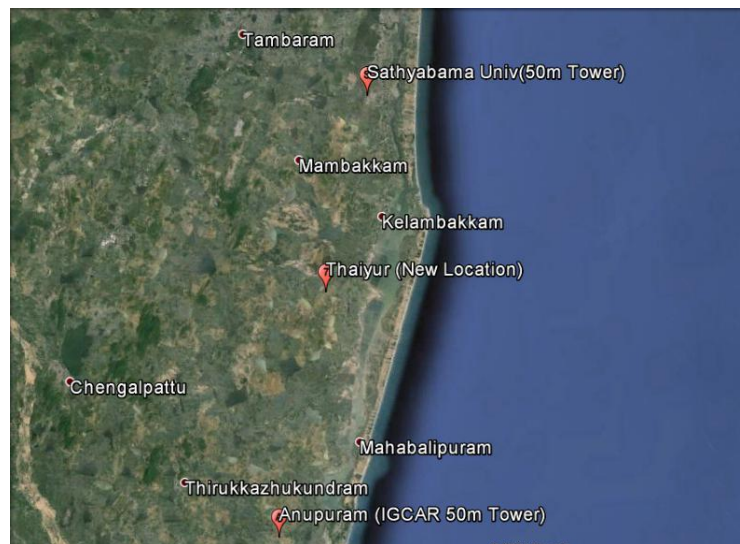 Tambaram
Sathyabama Univ(50m Tower)
Mambakkam
Kelambakkam
Thaiyur (New Location)
Chengalpattu
Mahabalipuram
Thirukkazhukundram
Anupuram (IGCAR 50m Tower)